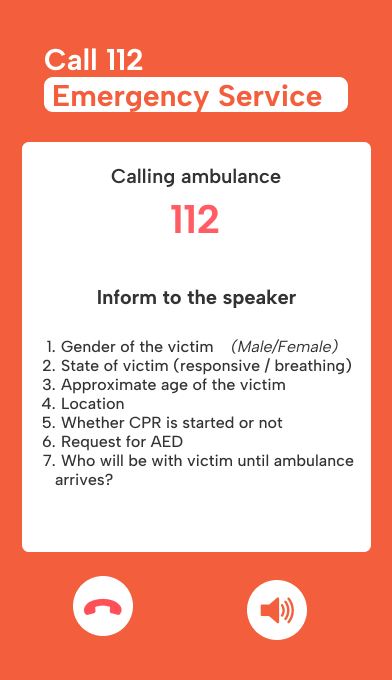 Call 112
Emergency Service
Calling ambulance
112
Inform to the speaker
1. Gender of the victim (Male/Female)
2. State of victim (responsive / breathing)
3. Approximate age of the victim
4. Location
5. Whether CPR is started or not
6. Request for AED
7. Who will be with victim until ambulance
arrives?